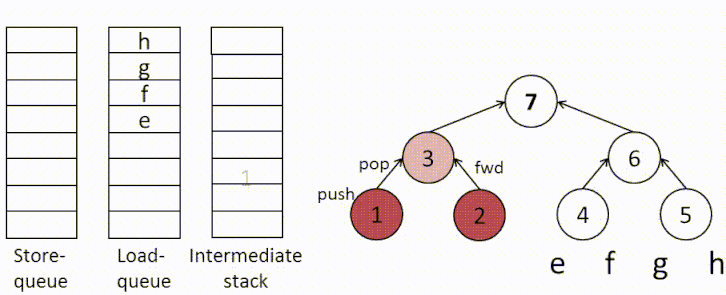 h
g
f
e
1
Store-
queue
Load-
queue
Intermediate
stack
7
3
6
pop
fwd
push
1
2
4
5
e f g h